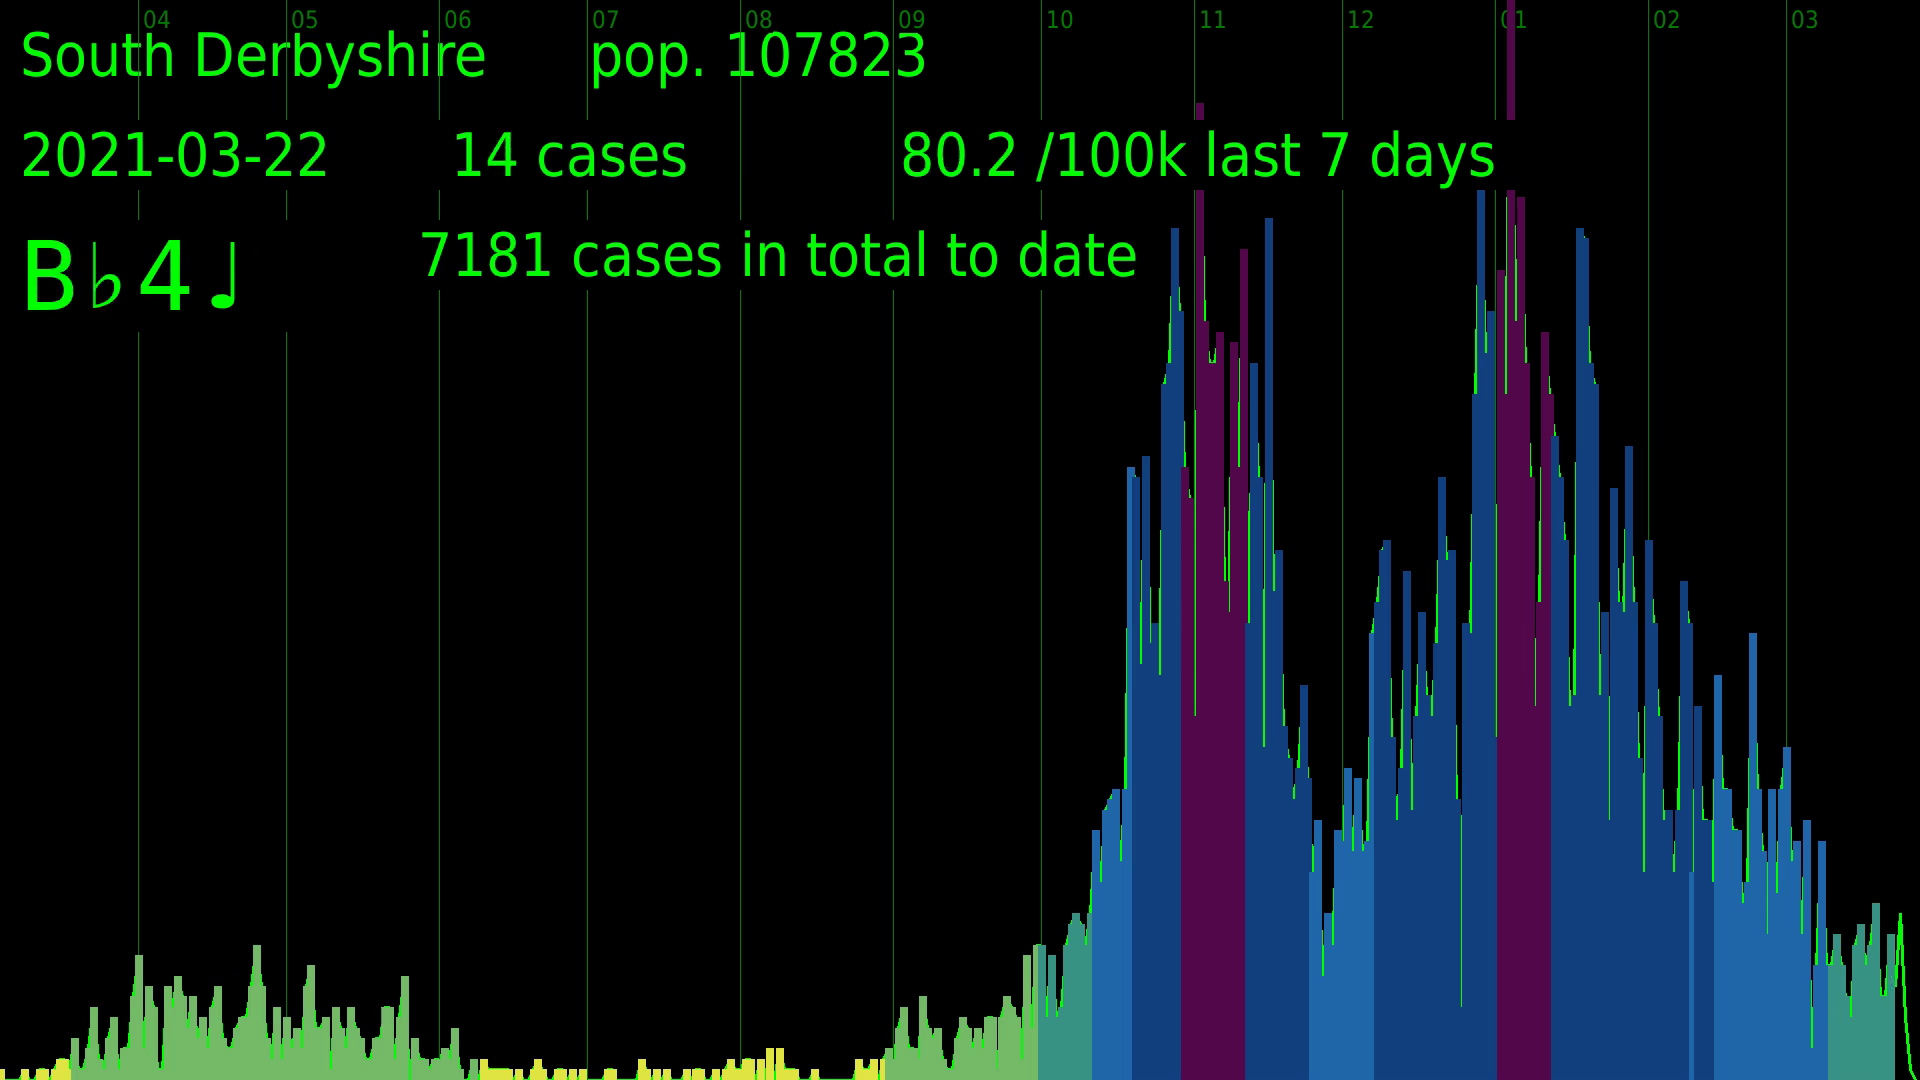 04 05 06 07 08 09 10 11 12 01 02 03
South Derbyshire pop. 107823
2021-03-22 14 cases 80.2 /100k last 7 days
B♭4 ♩ 7181 cases in total to date